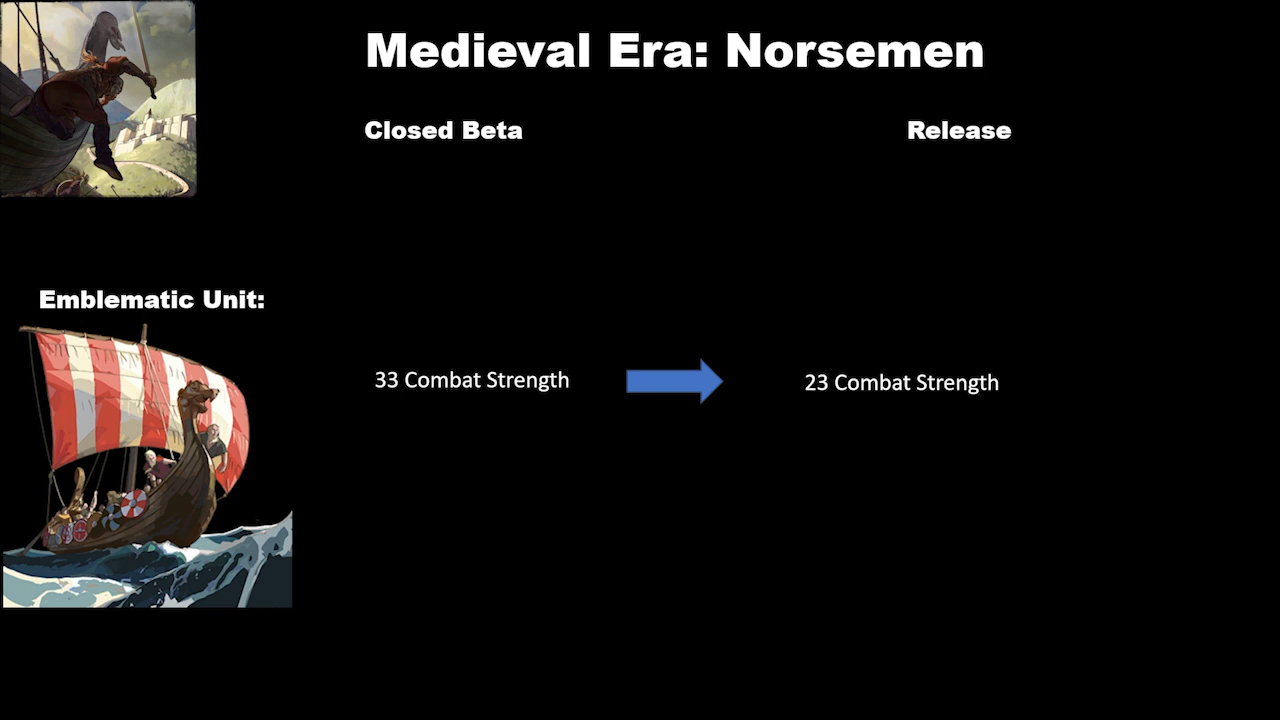 Medieval Era: Norsemen
Closed Beta
Release
Emblematic Unit:
33 Combat Strength
23 Combat Strength